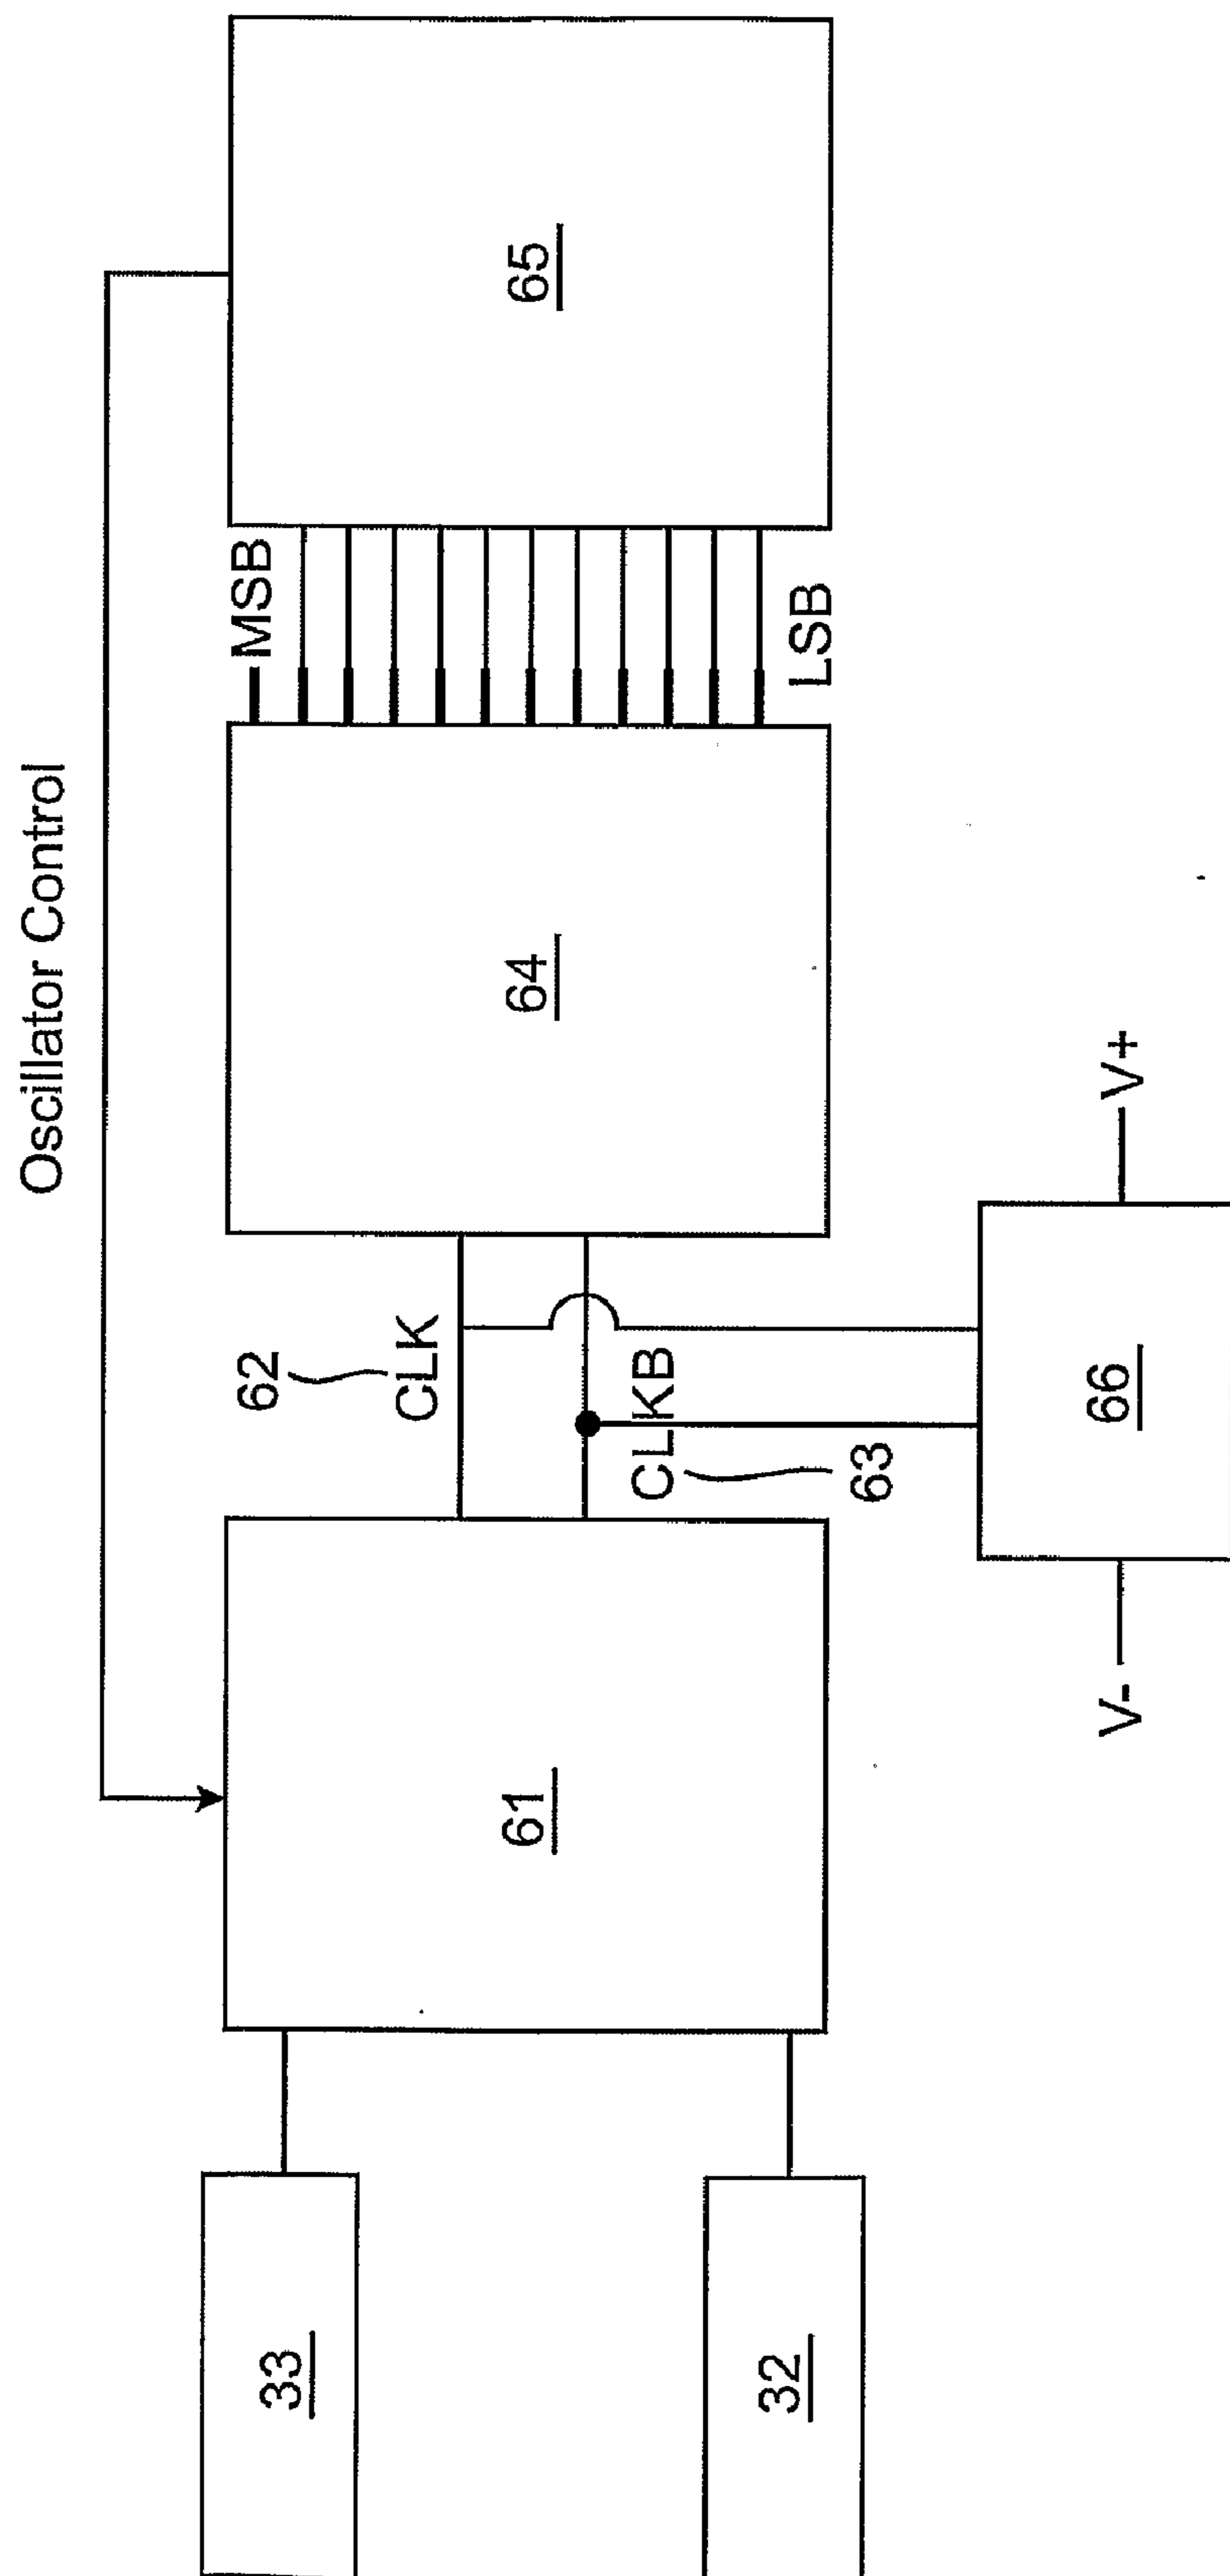 Oscillator Control
33
32
61
62
CLK
CLKB
63
64
MSB
LSB
65
V-
66
V+